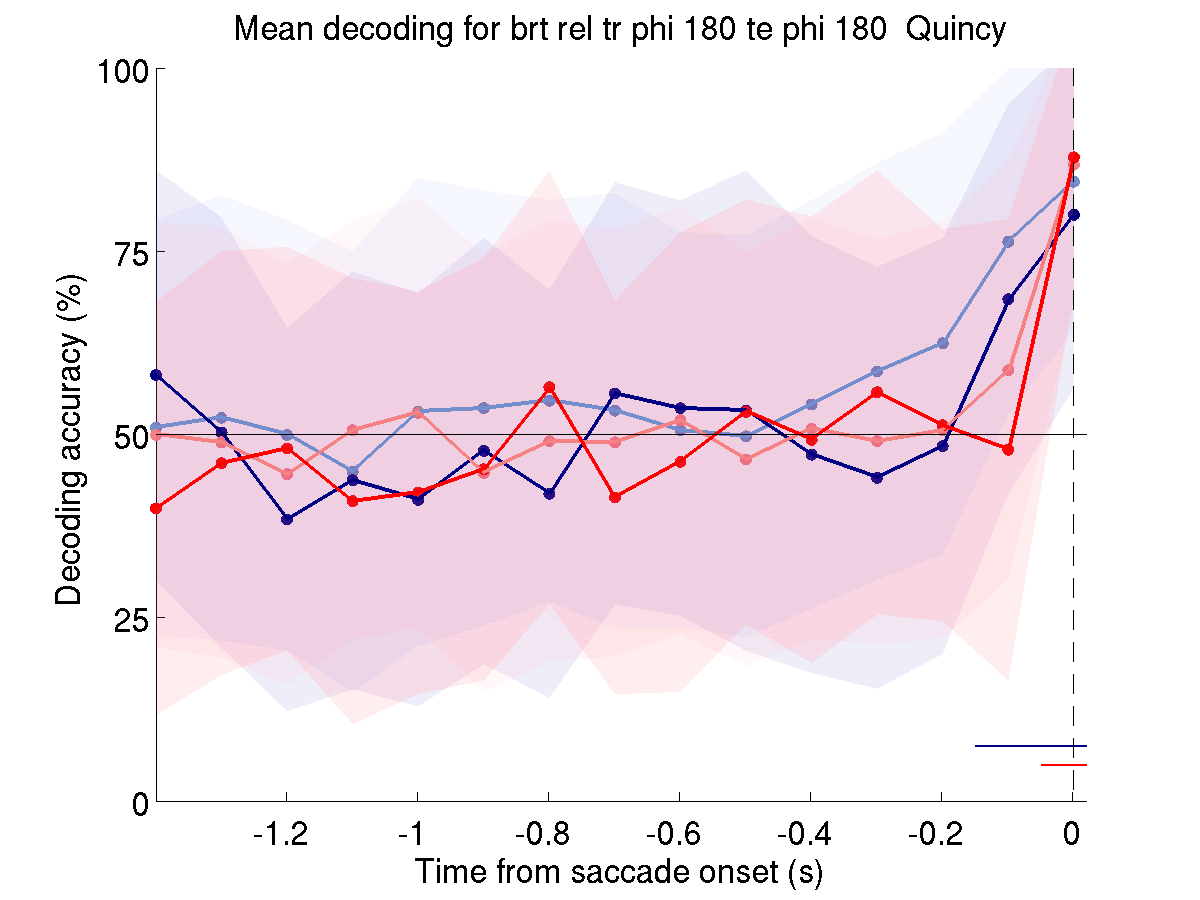 Mean decoding for brt rel tr phi 180 te phi 180  Quincy
100
75
50
25
0
Decoding accuracy (%)
-1.2 -1 -0.8 -0.6 -0.4 -0.2 0
Time from saccade onset (s)